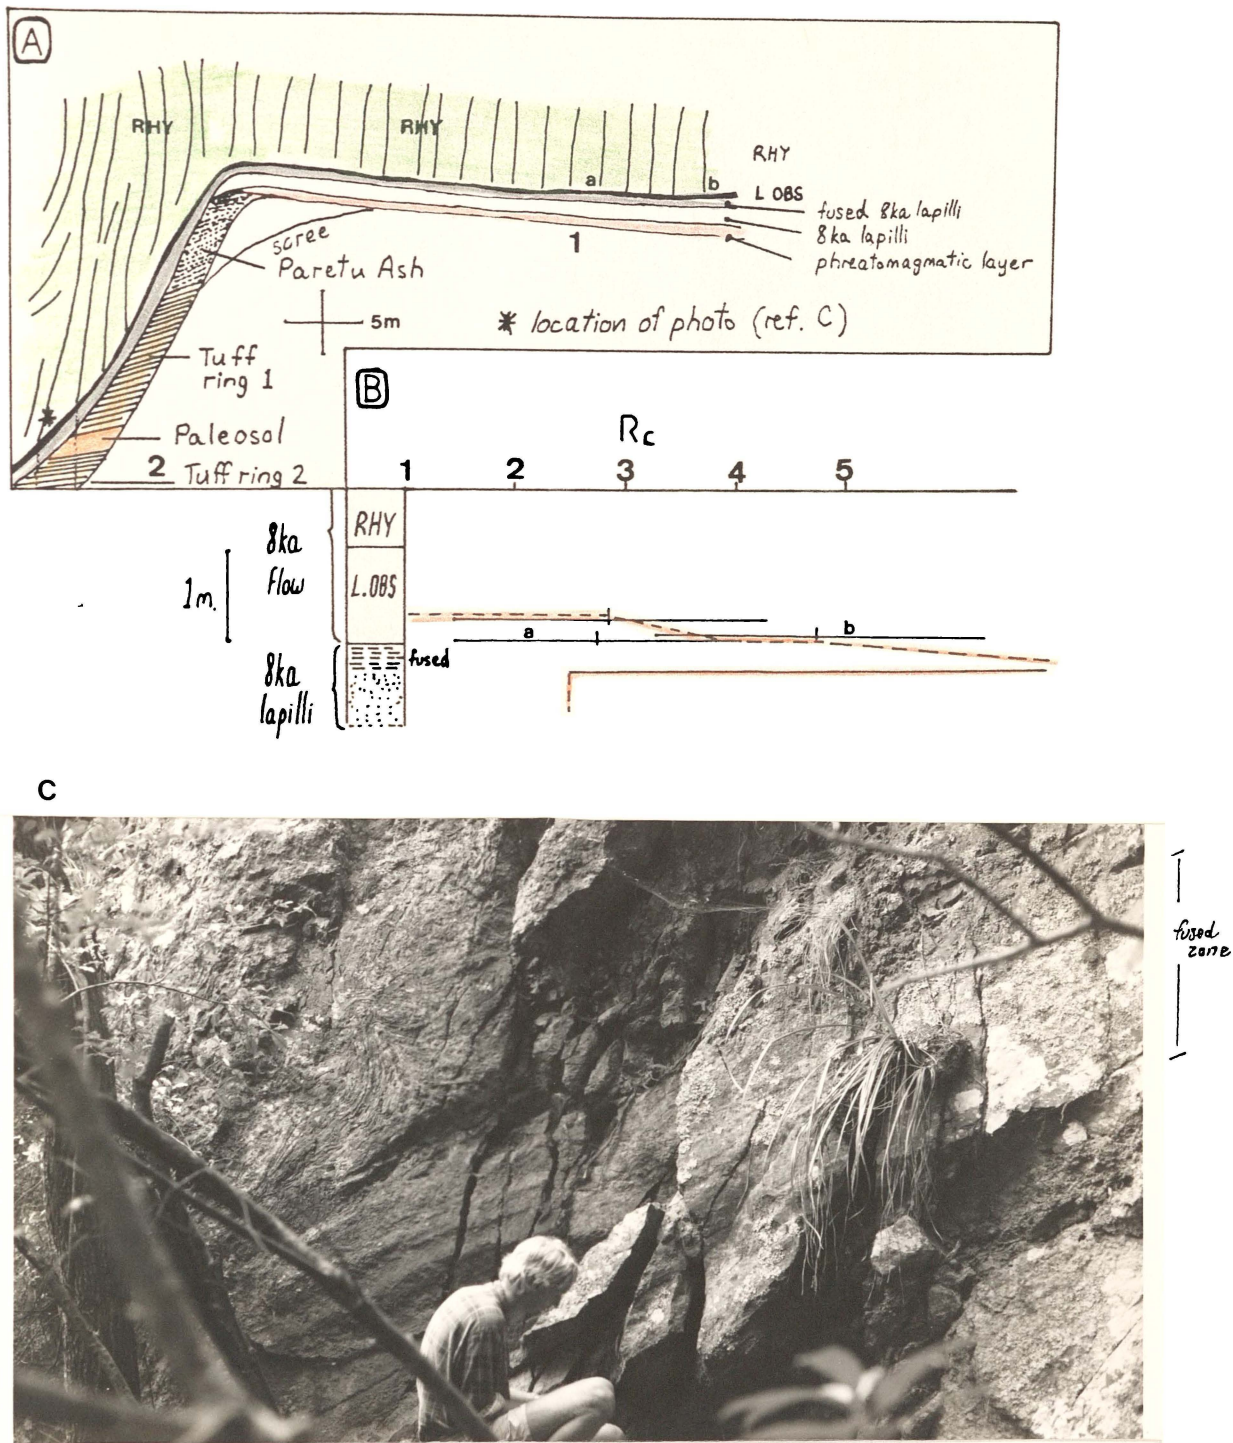 A
RHY
RHY
RHY
a
b
L OBS
fused 8ka lapilli
8ka lapilli
phreatomagmatic layer
1
scree
Paretu Ash
5m
* location of photo (ref. C)
Tuff
ring 1
Paleosol
2
Tuff ring 2
*
B
Rc
1
2
3
4
5
8ka
flow
RHY
1m.
L.OBS
a
b
fused
8ka
lapilli
C
fused
zone